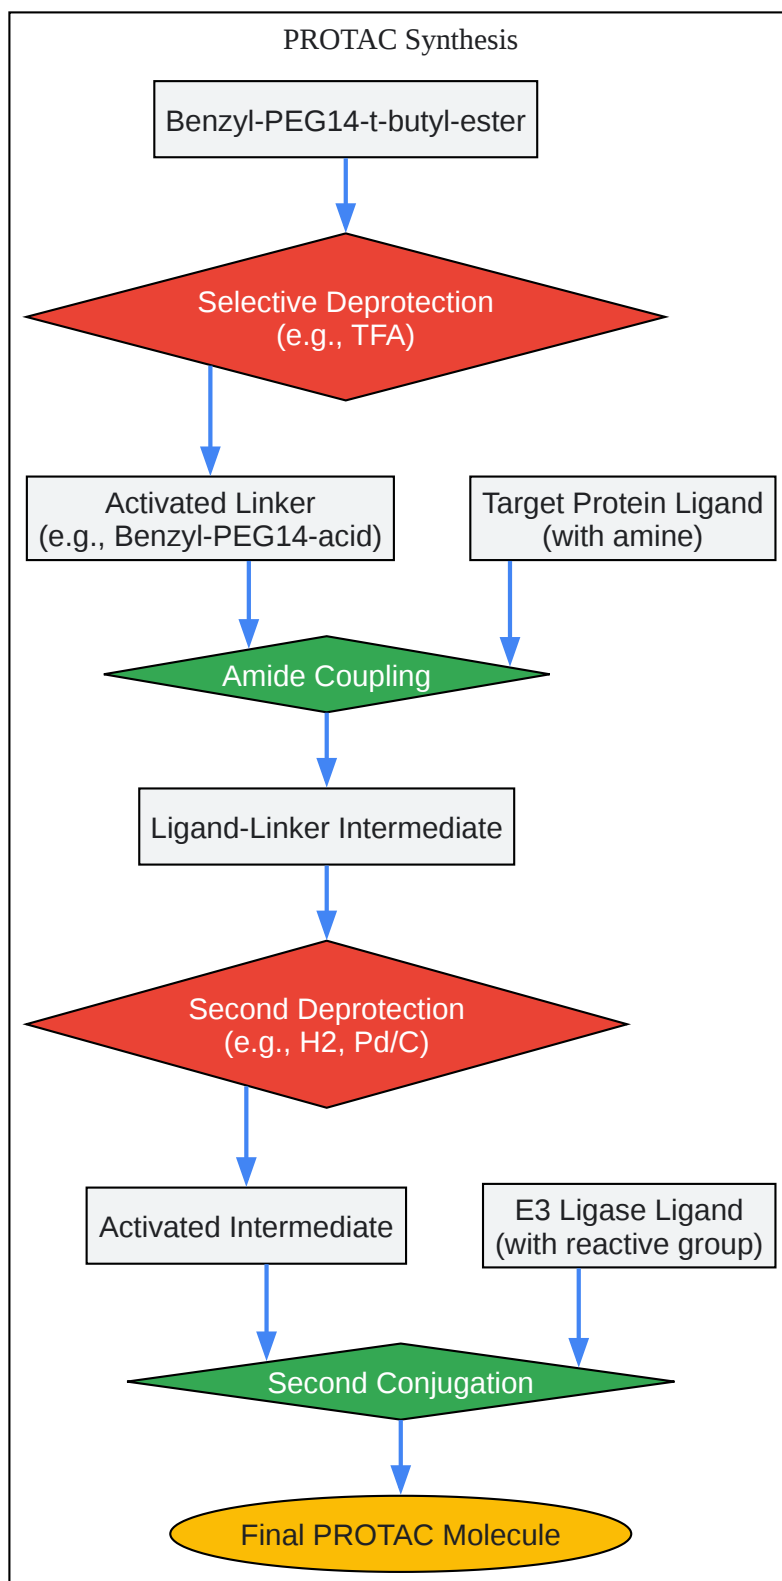 PROTAC Synthesis
Benzyl-PEG14-t-butyl-ester
Selective Deprotection
(e.g., TFA)
Activated Linker
(e.g., Benzyl-PEG14-acid)
Target Protein Ligand
(with amine)
Amide Coupling
Ligand-Linker Intermediate
Second Deprotection
(e.g., H2, Pd/C)
Activated Intermediate
E3 Ligase Ligand
(with reactive group)
Second Conjugation
Final PROTAC Molecule